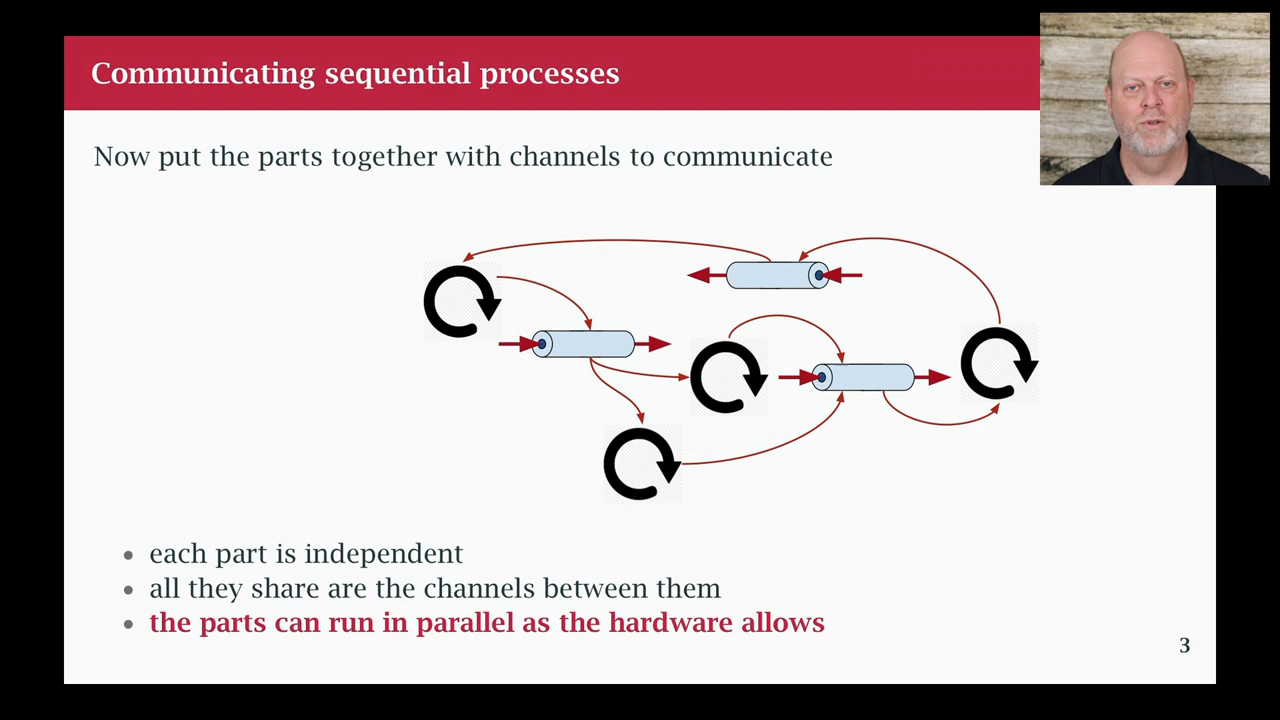 Communicating sequential processes
Now put the parts together with channels to communicate
each part is independent
all they share are the channels between them
the parts can run in parallel as the hardware allows
3